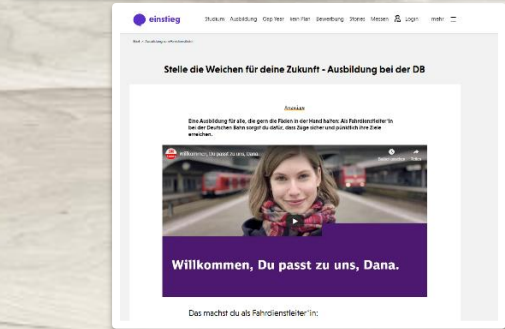 einstieg
Studium Ausbildung Gap Year kein Plan Bewerbung Stories Messen Login mehr
Stelle die Weichen für deine Zukunft - Ausbildung bei der DB
Eine Ausbildung für alle, die gern die Fäden in der Hand halten: Als Fahrdienstleiter*in
bei der Deutschen Bahn sorgst du dafür, dass Züge sicher und pünktlich ihre Ziele
erreichen.
Willkommen, Du passt zu uns, Dana.
Willkommen, Du passt zu uns, Dana.
Das machst du als Fahrdienstleiter*in: